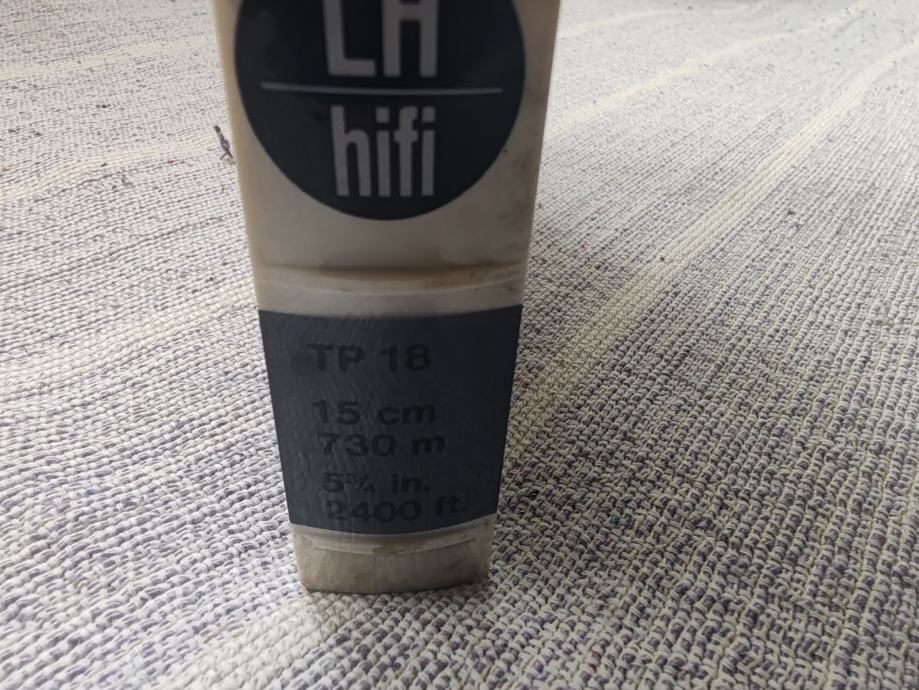 LH
hifi
TP 18
15 cm
730 m
5¾ in.
2400 ft.